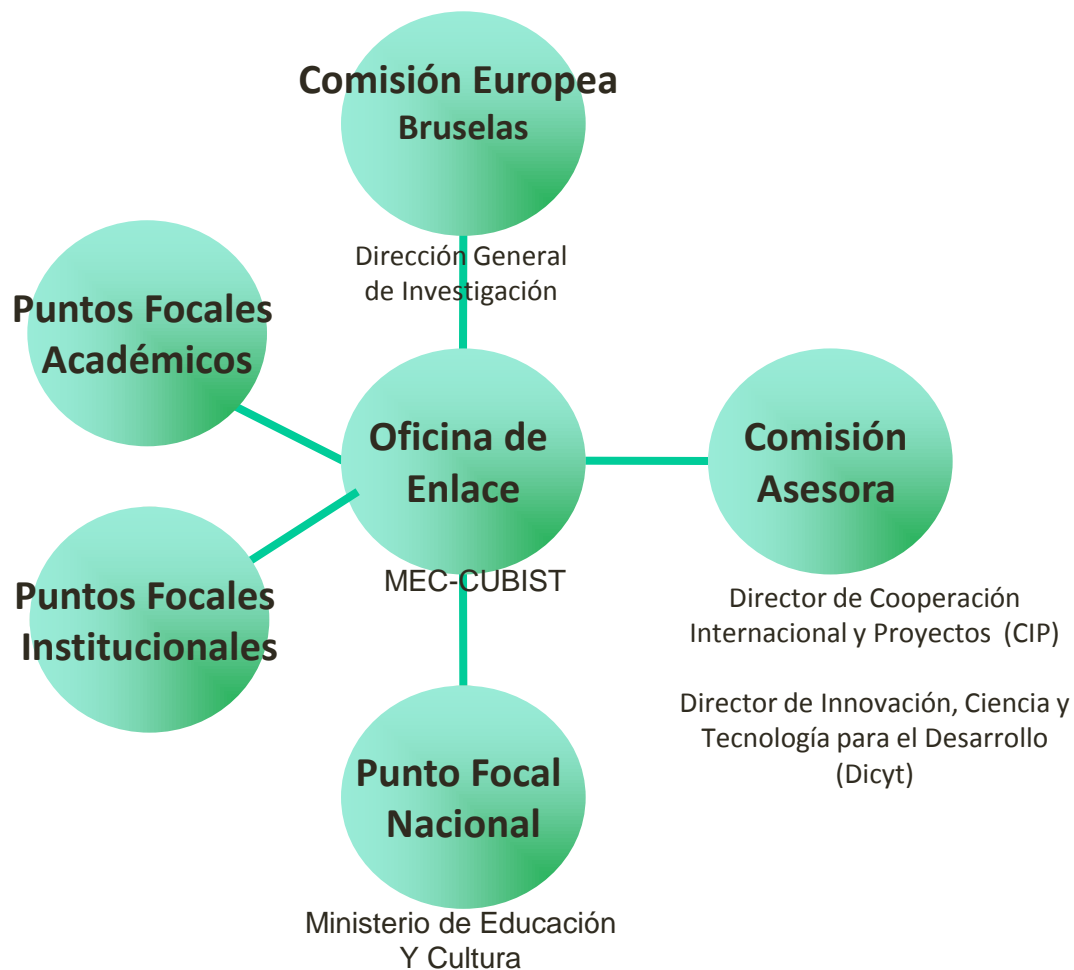 Comisión Europea
Bruselas
Dirección General
de Investigación
Puntos Focales
Académicos
Oficina de
Enlace
MEC-CUBIST
Comisión
Asesora
Director de Cooperación
Internacional y Proyectos (CIP)
Director de Innovación, Ciencia y
Tecnología para el Desarrollo
(Dicyt)
Puntos Focales
Institucionales
Punto Focal
Nacional
Ministerio de Educación
Y Cultura